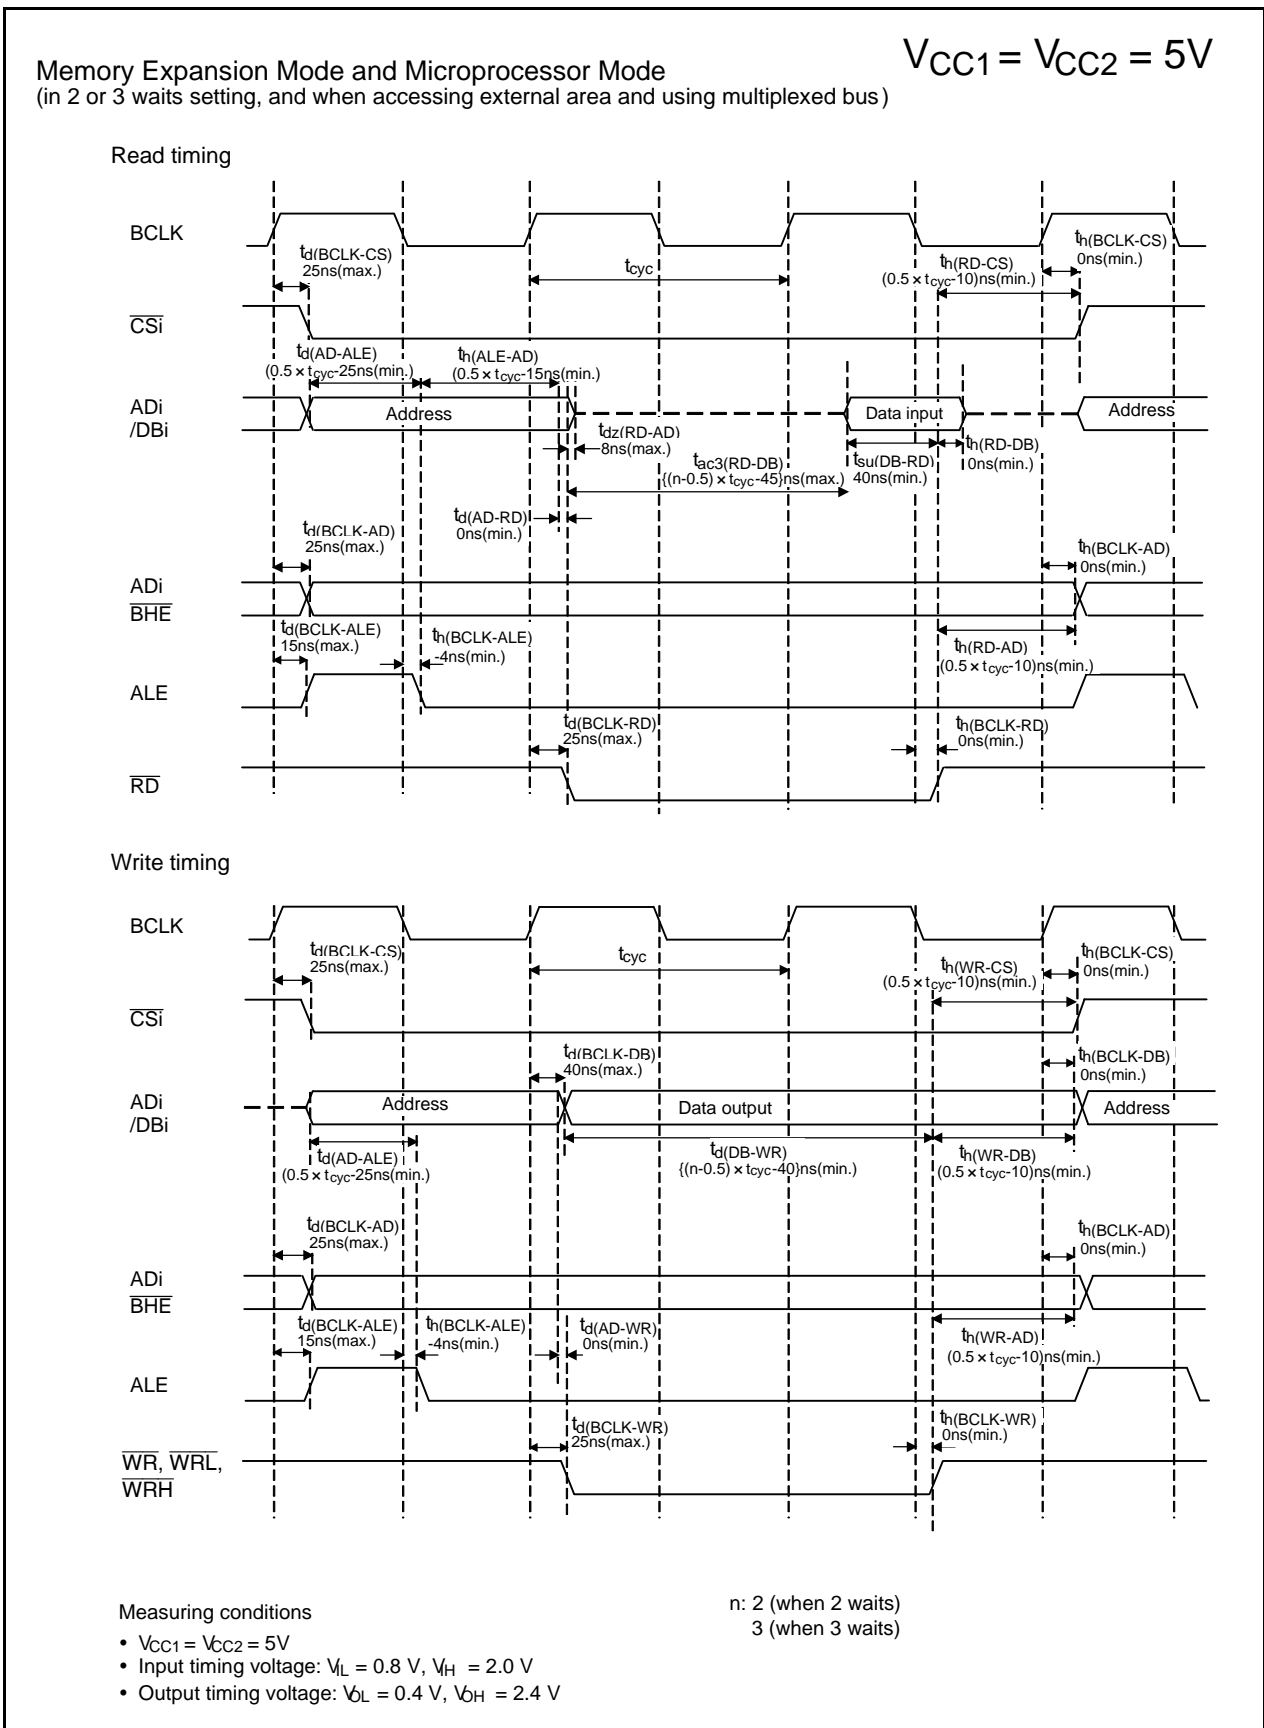 VCC1 = VCC2 = 5V
Memory Expansion Mode and Microprocessor Mode
(in 2 or 3 waits setting, and when accessing external area and using multiplexed bus)
Read timing
BCLK
td(BCLK-CS)
25ns(max.)
tcyc
th(RD-CS)
(0.5 × tcyc-10)ns(min.)
th(BCLK-CS)
0ns(min.)
CSi
td(AD-ALE)
(0.5 × tcyc-25ns(min.)
th(ALE-AD)
(0.5 × tcyc-15ns(min.)
ADi
/DBi
Address
Data input
Address
tdz(RD-AD)
8ns(max.)
tac3(RD-DB)
{(n-0.5) × tcyc-45}ns(max.)
tsu(DB-RD)
40ns(min.)
th(RD-DB)
0ns(min.)
td(AD-RD)
0ns(min.)
td(BCLK-AD)
25ns(max.)
th(BCLK-AD)
0ns(min.)
ADi
BHE
td(BCLK-ALE)
15ns(max.)
th(BCLK-ALE)
-4ns(min.)
th(RD-AD)
(0.5 × tcyc-10)ns(min.)
ALE
td(BCLK-RD)
25ns(max.)
th(BCLK-RD)
0ns(min.)
RD
Write timing
BCLK
td(BCLK-CS)
25ns(max.)
tcyc
th(WR-CS)
(0.5 × tcyc-10)ns(min.)
th(BCLK-CS)
0ns(min.)
CSi
td(BCLK-DB)
40ns(max.)
th(BCLK-DB)
0ns(min.)
ADi
/DBi
Address
Data output
Address
td(AD-ALE)
(0.5 × tcyc-25ns(min.)
td(DB-WR)
{(n-0.5) × tcyc-40}ns(min.)
th(WR-DB)
(0.5 × tcyc-10)ns(min.)
td(BCLK-AD)
25ns(max.)
th(BCLK-AD)
0ns(min.)
ADi
BHE
td(BCLK-ALE)
15ns(max.)
th(BCLK-ALE)
-4ns(min.)
td(AD-WR)
0ns(min.)
th(WR-AD)
(0.5 × tcyc-10)ns(min.)
ALE
td(BCLK-WR)
25ns(max.)
th(BCLK-WR)
0ns(min.)
WR, WRL,
WRH
Measuring conditions
• VCC1 = VCC2 = 5V
• Input timing voltage: VIL = 0.8 V, VIH = 2.0 V
• Output timing voltage: VOL = 0.4 V, VOH = 2.4 V
n: 2 (when 2 waits)
3 (when 3 waits)